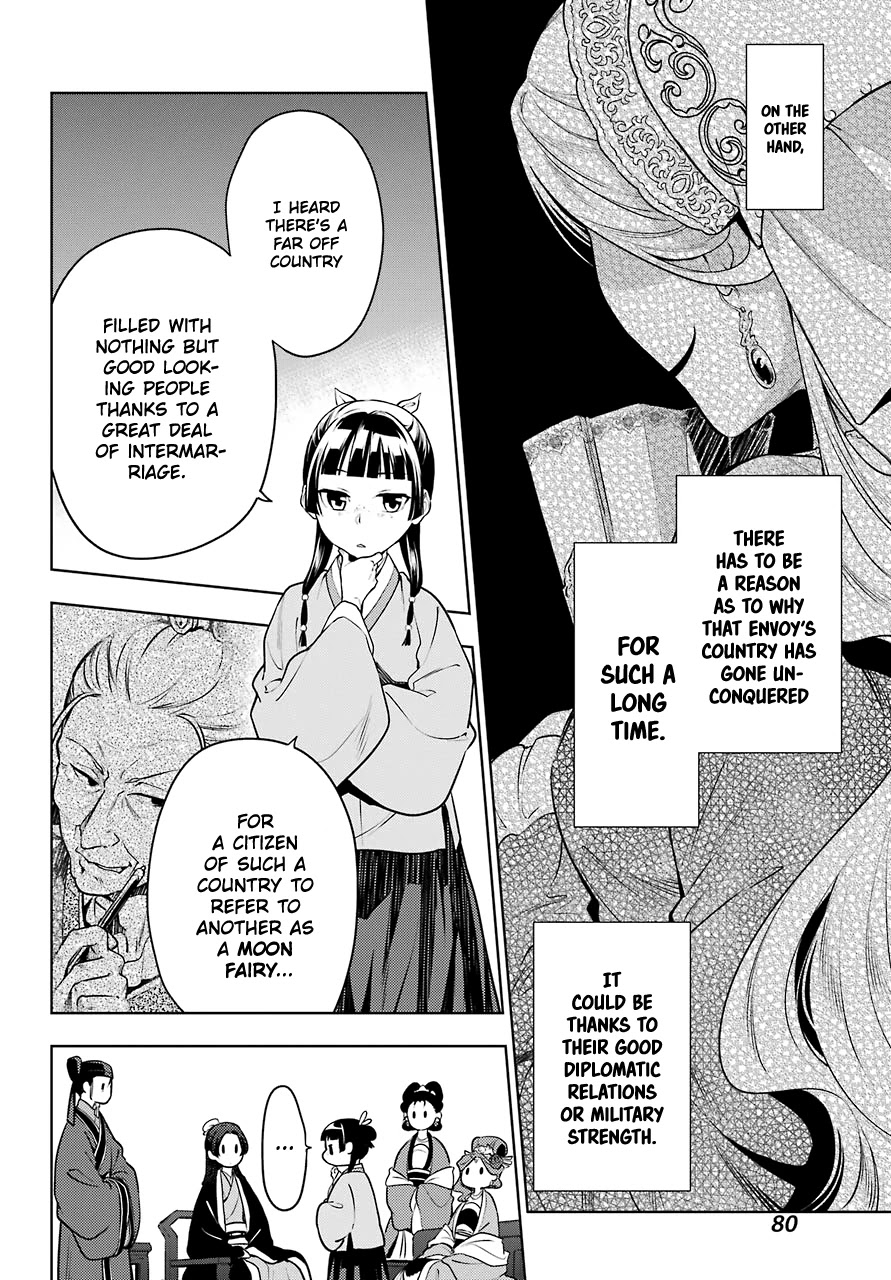 ON THE
OTHER
HAND,
THERE
HAS TO BE
A REASON
AS TO WHY
THAT ENVOY'S
COUNTRY HAS
GONE UN-
CONQUERED
FOR
SUCH A
LONG
TIME.
IT
COULD BE
THANKS TO
THEIR GOOD
DIPLOMATIC
RELATIONS
OR MILITARY
STRENGTH.
I HEARD
THERE'S A
FAR OFF
COUNTRY
FILLED WITH
NOTHING BUT
GOOD LOOK-
ING PEOPLE
THANKS TO A
GREAT DEAL
OF INTERMAR-
RIAGE.
FOR
A CITIZEN
OF SUCH A
COUNTRY TO
REFER TO
ANOTHER AS
A MOON
FAIRY...
...
80